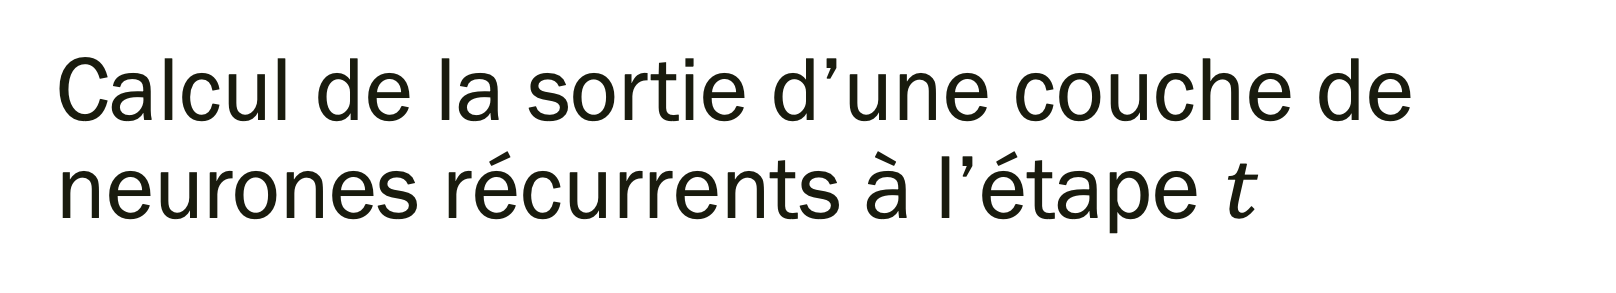 Calcul de la sortie d’une couche de
neurones récurrents à l’étape t